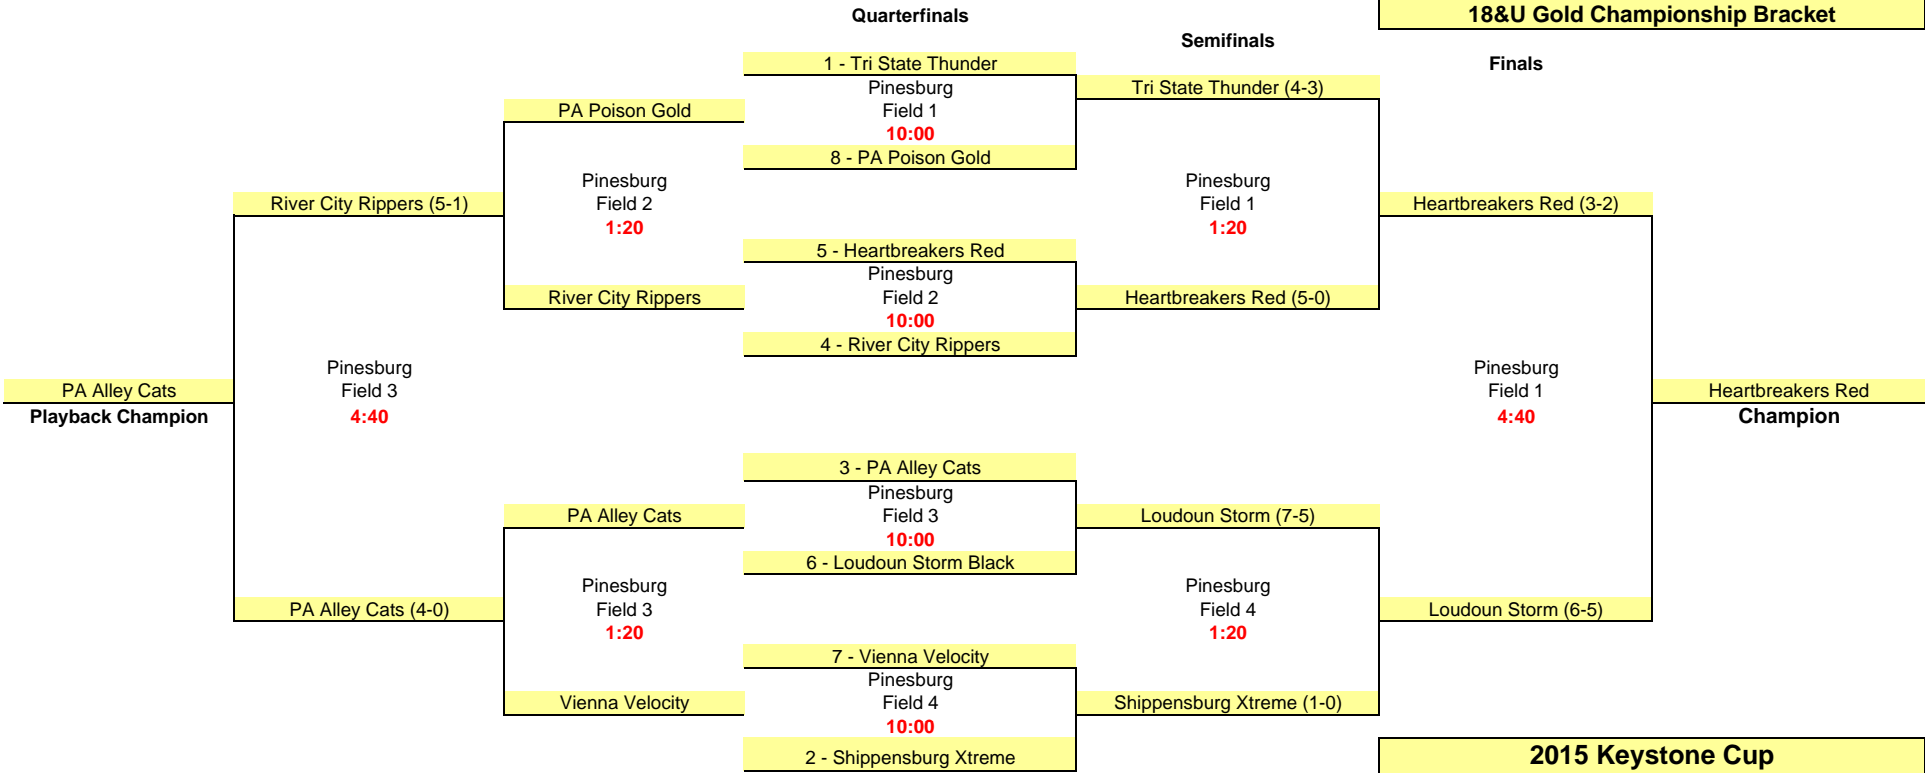 Quarterfinals
18&U Gold Championship Bracket
Semifinals
Finals
1 - Tri State Thunder
Pinesburg
Tri State Thunder (4-3)
PA Poison Gold
Field 1
10:00
8 - PA Poison Gold
Pinesburg
Pinesburg
River City Rippers (5-1)
Field 2
Field 1
Heartbreakers Red (3-2)
1:20
1:20
5 - Heartbreakers Red
Pinesburg
River City Rippers
Field 2
Heartbreakers Red (5-0)
10:00
4 - River City Rippers
Pinesburg
Pinesburg
PA Alley Cats
Field 3
Field 1
Heartbreakers Red
Playback Champion
4:40
4:40
Champion
3 - PA Alley Cats
Pinesburg
PA Alley Cats
Field 3
Loudoun Storm (7-5)
10:00
6 - Loudoun Storm Black
Pinesburg
Pinesburg
PA Alley Cats (4-0)
Field 3
Field 4
Loudoun Storm (6-5)
1:20
1:20
7 - Vienna Velocity
Pinesburg
Vienna Velocity
Field 4
Shippensburg Xtreme (1-0)
10:00
2 - Shippensburg Xtreme
2015 Keystone Cup